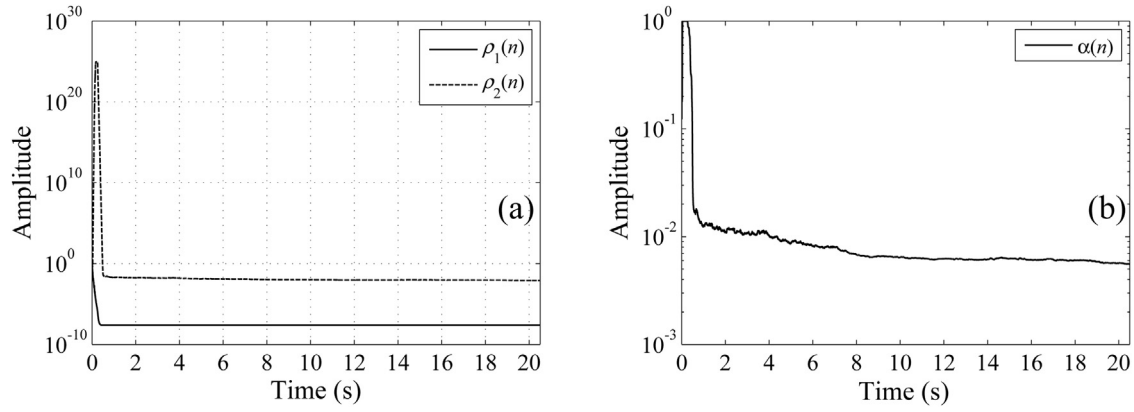 10^30
10^20
10^10
10^0
10^-10
Amplitude
ρ_1(n)
ρ_2(n)
(a)
0 2 4 6 8 10 12 14 16 18 20
Time (s)
10^0
10^-1
10^-2
10^-3
Amplitude
α(n)
(b)
0 2 4 6 8 10 12 14 16 18 20
Time (s)